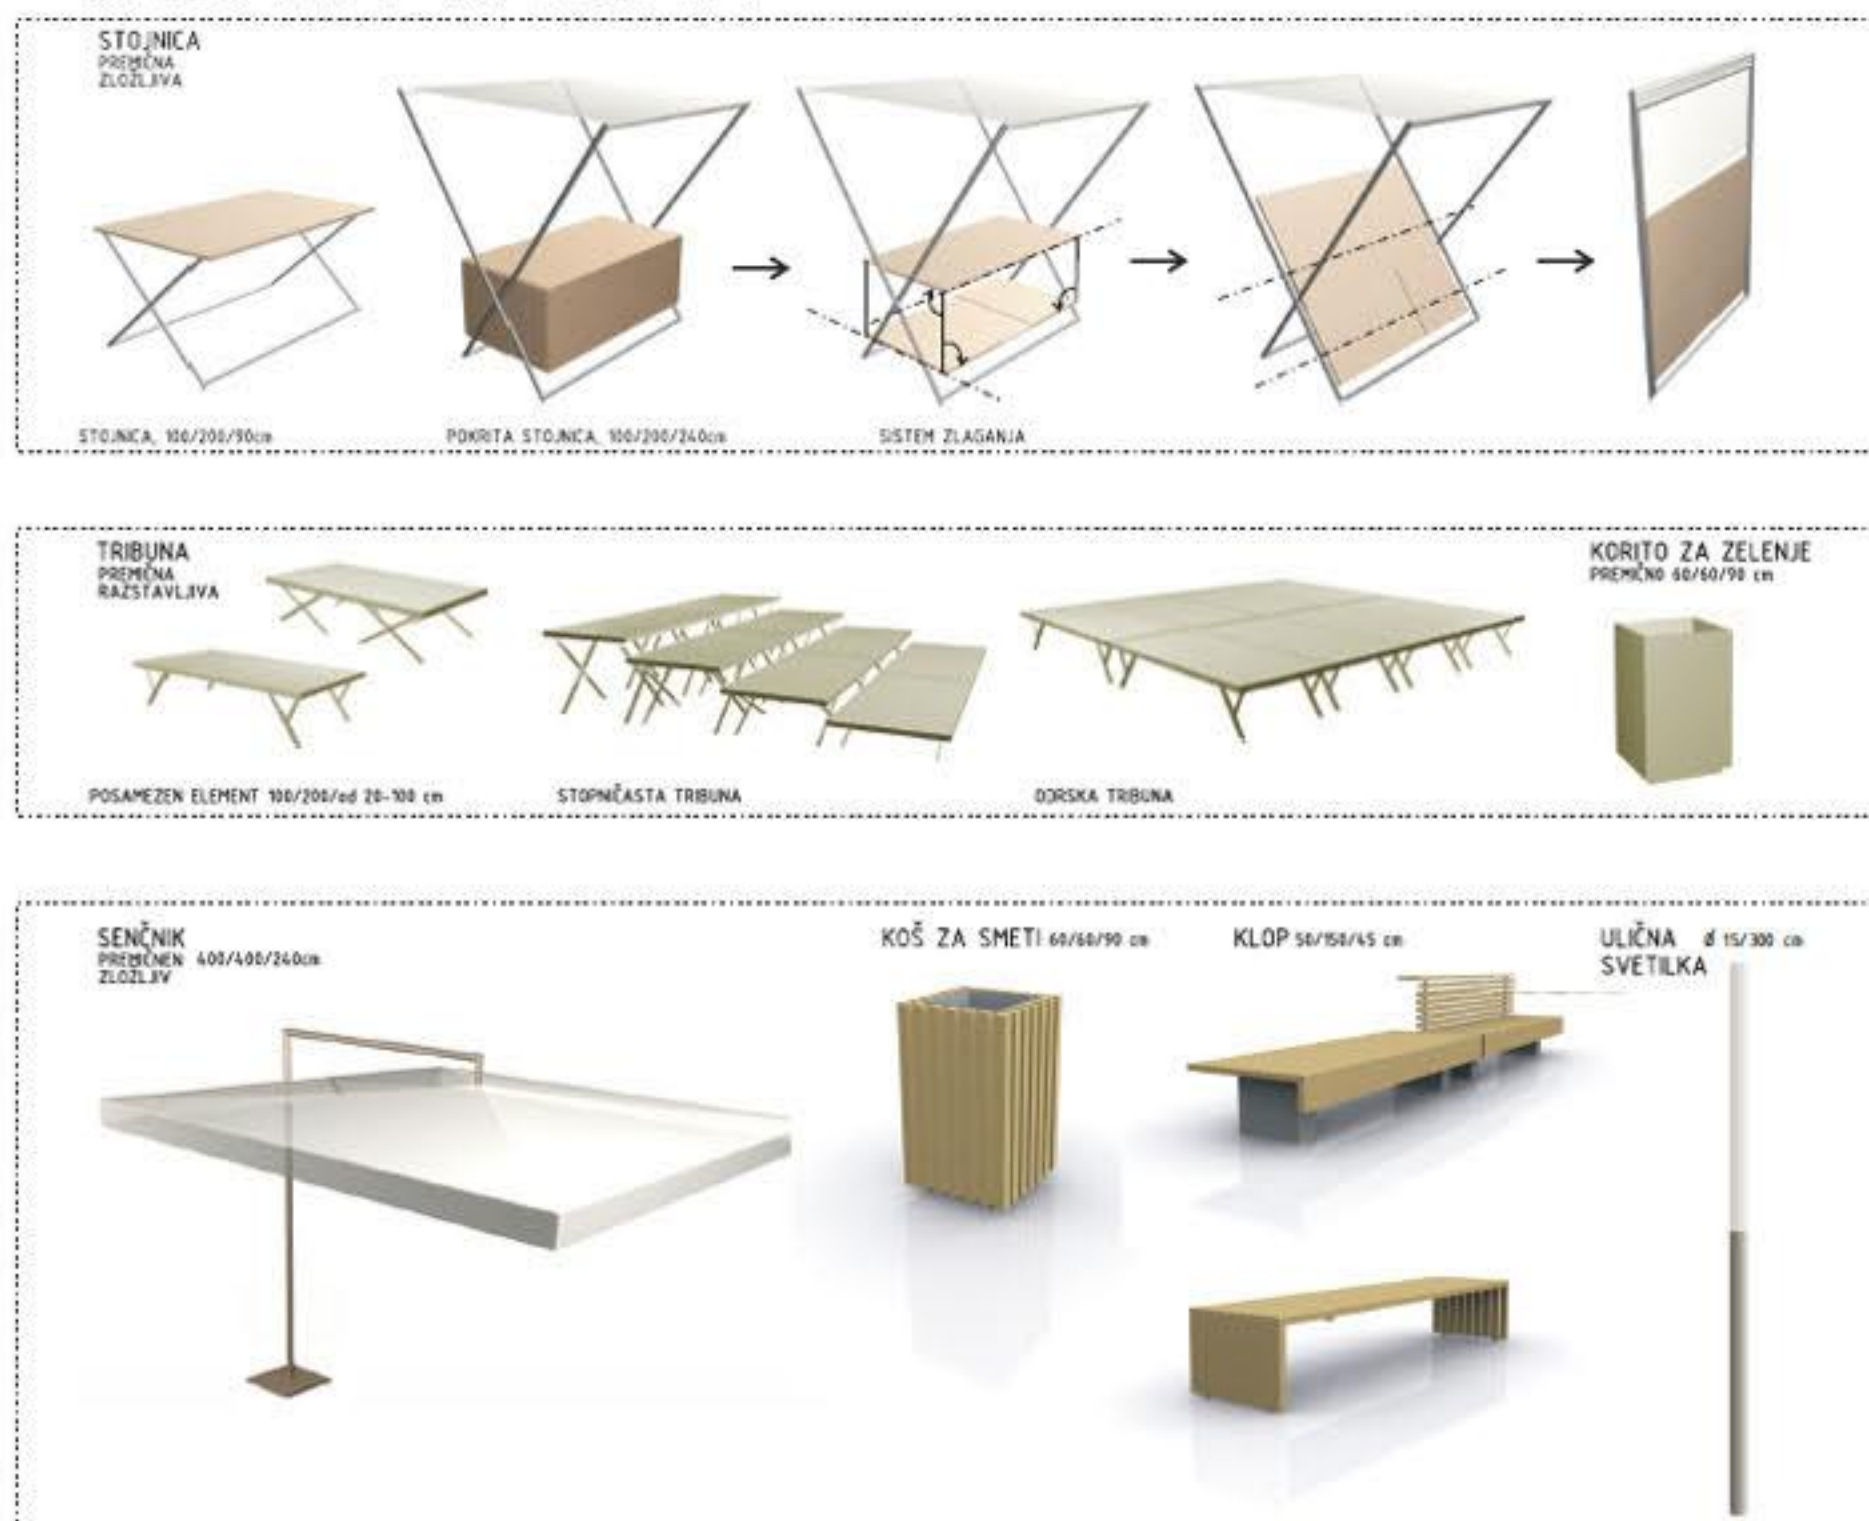 STOJNICA
PREMIČNA
ZLOŽLJIVA
STOJNICA, 100/200/90cm
POKRITA STOJNICA, 100/200/240cm
SISTEM ZLAGANJA
TRIBUNA
PREMIČNA
RAZSTAVLJIVA
POSAMEZEN ELEMENT 100/200/od 20-100 cm
STOPNIČASTA TRIBUNA
ODRSKA TRIBUNA
KORITO ZA ZELENJE
PREMIČNO 60/60/90 cm
SENČNIK
PREMIČNEN 400/400/240cm
ZLOŽLJIV
KOŠ ZA SMETI 60/60/90 cm
KLOP 50/150/45 cm
ULIČNA Ø 15/300 cm
SVETILKA